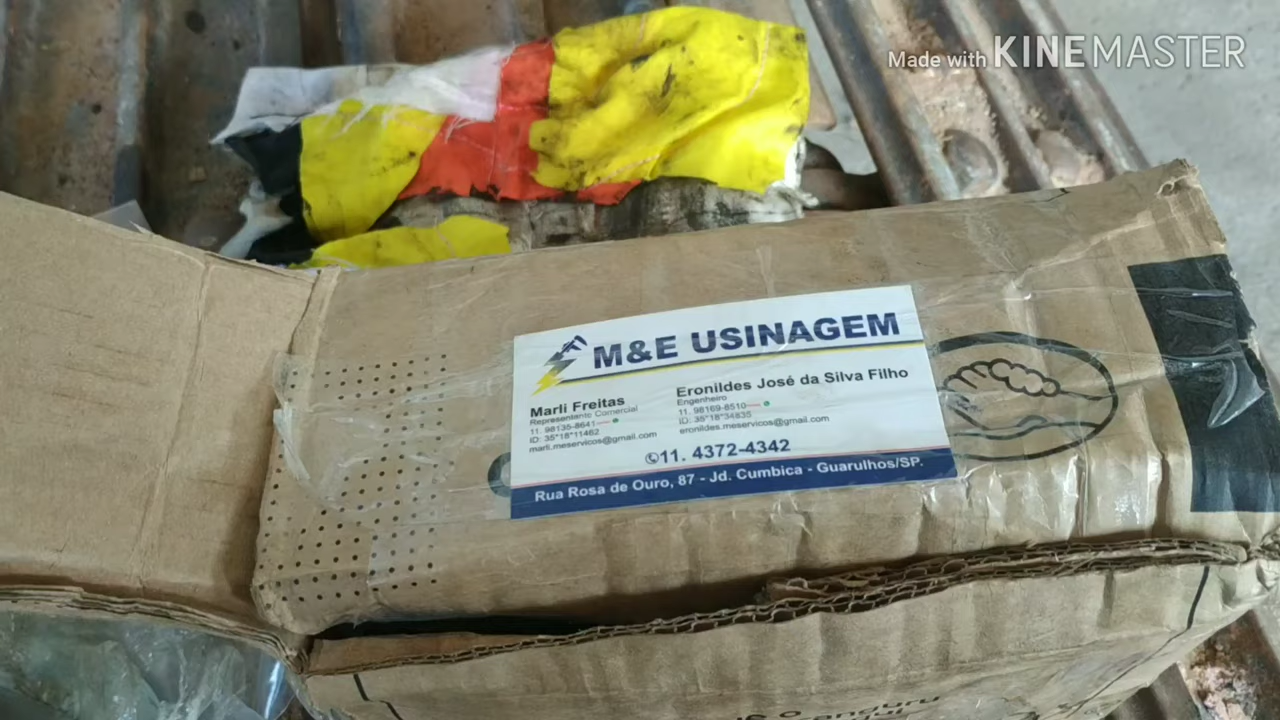 Made with KINEMASTER
M&E USINAGEM
Marli Freitas
Representante Comercial
11. 98135-8641
ID: 35*18*11462
marli.meservicos@gmail.com
Eronildes José da Silva Filho
Engenheiro
11. 98169-8510
ID: 35*18*34835
eronildes.meservicos@gmail.com
11. 4372-4342
Rua Rosa de Ouro, 87 - Jd. Cumbica - Guarulhos/SP.